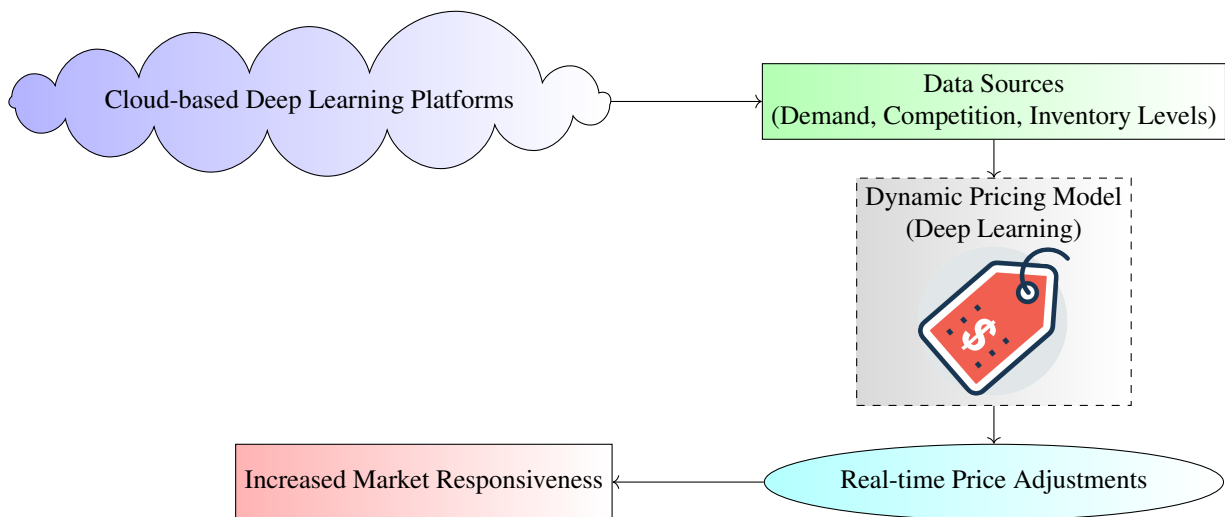 Cloud-based Deep Learning Platforms
Data Sources
(Demand, Competition, Inventory Levels)
Dynamic Pricing Model
(Deep Learning)
$
Real-time Price Adjustments
Increased Market Responsiveness